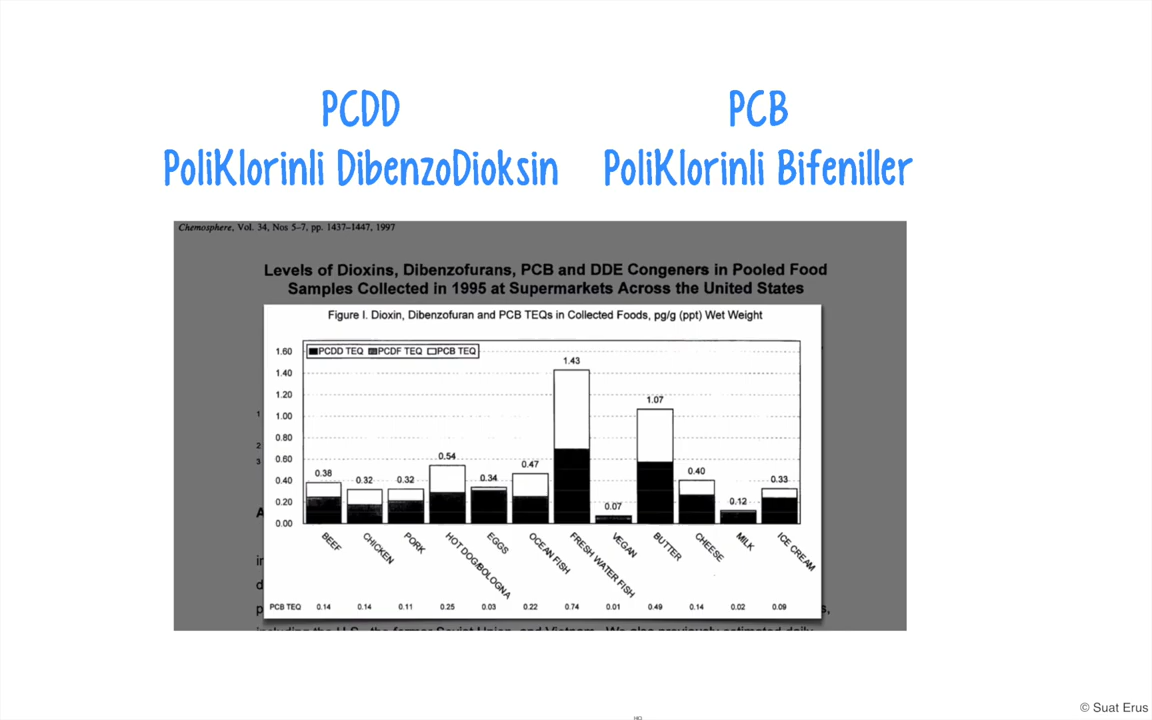 PCDD
PoliKlorinli DibenzoDioksin
PCB
PoliKlorinli Bifeniller
Chemosphere, Vol. 34, Nos 5–7, pp. 1437–1447, 1997
Levels of Dioxins, Dibenzofurans, PCB and DDE Congeners in Pooled Food
Samples Collected in 1995 at Supermarkets Across the United States
Figure I. Dioxin, Dibenzofuran and PCB TEQs in Collected Foods, pg/g (ppt) Wet Weight
PCDD TEQ PCDF TEQ PCB TEQ
1.60
1.40
1.20
1.00
0.80
0.60
0.40
0.20
0.00
0.38
0.32
0.32
0.54
0.34
0.47
1.43
0.07
1.07
0.40
0.12
0.33
BEEF
CHICKEN
PORK
HOT DOG/BOLOGNA
EGGS
OCEAN FISH
FRESH WATER FISH
VEGAN
BUTTER
CHEESE
MILK
ICE CREAM
PCB TEQ 0.14 0.14 0.11 0.25 0.03 0.22 0.74 0.01 0.49 0.14 0.02 0.09
1
2
3
© Suat Erus